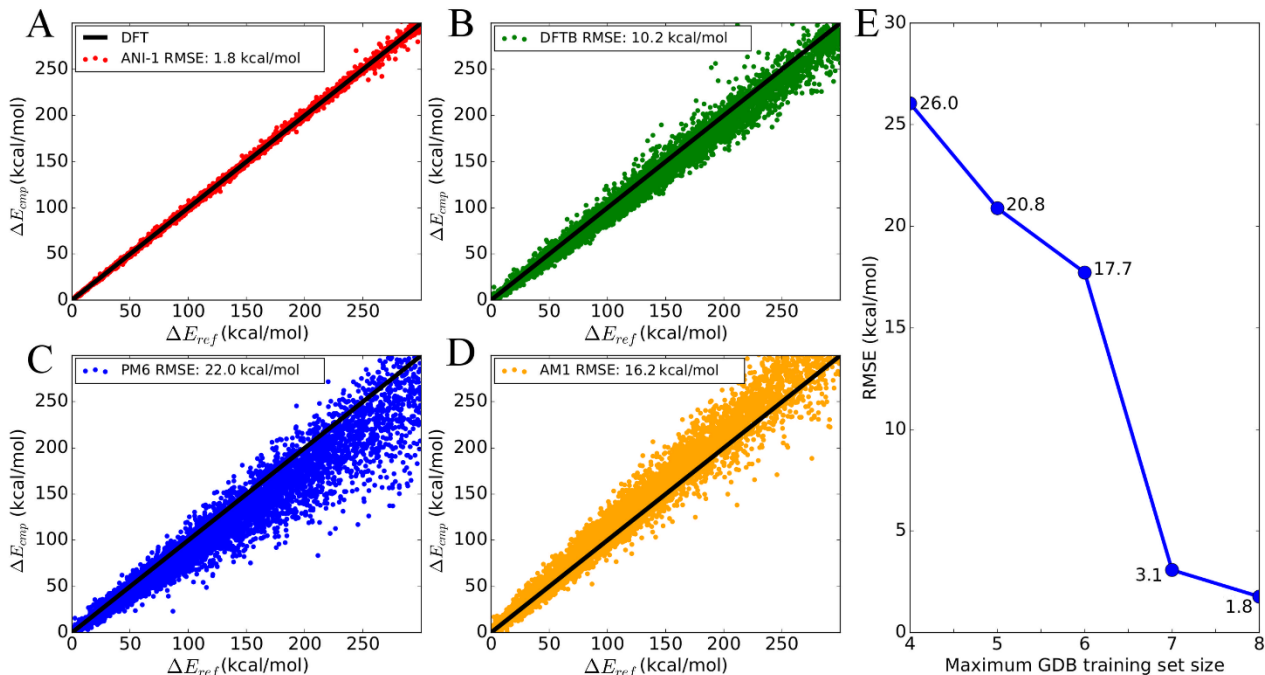 A
DFT
ANI-1 RMSE: 1.8 kcal/mol
250
200
150
100
50
0
0 50 100 150 200 250
ΔE_cmp (kcal/mol)
ΔE_ref (kcal/mol)
B
DFTB RMSE: 10.2 kcal/mol
250
200
150
100
50
0
0 50 100 150 200 250
ΔE_cmp (kcal/mol)
ΔE_ref (kcal/mol)
C
PM6 RMSE: 22.0 kcal/mol
250
200
150
100
50
0
0 50 100 150 200 250
ΔE_cmp (kcal/mol)
ΔE_ref (kcal/mol)
D
AM1 RMSE: 16.2 kcal/mol
250
200
150
100
50
0
0 50 100 150 200 250
ΔE_cmp (kcal/mol)
ΔE_ref (kcal/mol)
E
30
25
20
15
10
5
0
RMSE (kcal/mol)
26.0
20.8
17.7
3.1
1.8
4 5 6 7 8
Maximum GDB training set size